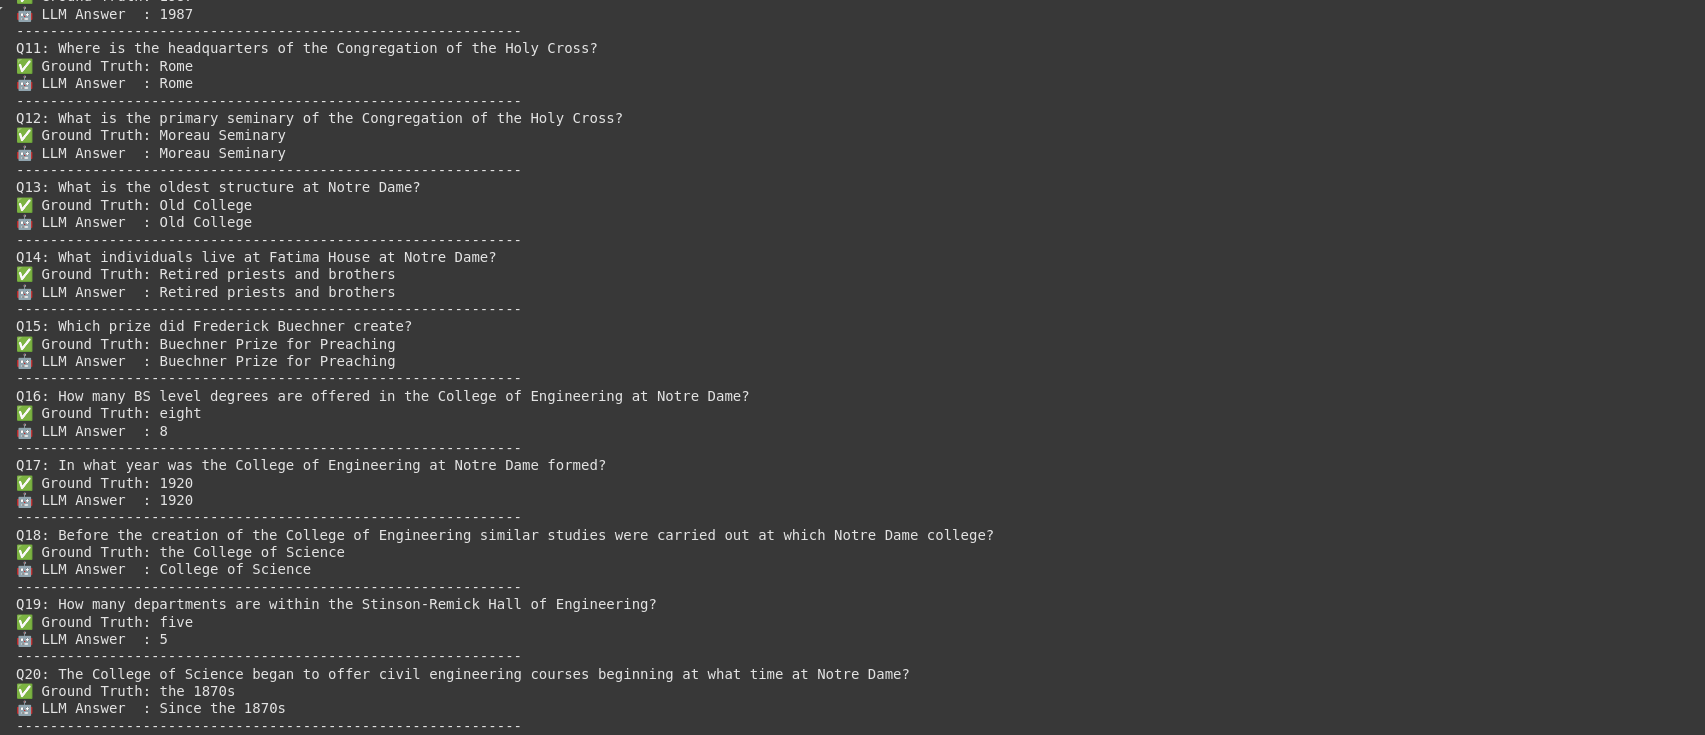 🤖 LLM Answer  : 1987
------------------------------------------------------------
Q11: Where is the headquarters of the Congregation of the Holy Cross?
✅ Ground Truth: Rome
🤖 LLM Answer  : Rome
------------------------------------------------------------
Q12: What is the primary seminary of the Congregation of the Holy Cross?
✅ Ground Truth: Moreau Seminary
🤖 LLM Answer  : Moreau Seminary
------------------------------------------------------------
Q13: What is the oldest structure at Notre Dame?
✅ Ground Truth: Old College
🤖 LLM Answer  : Old College
------------------------------------------------------------
Q14: What individuals live at Fatima House at Notre Dame?
✅ Ground Truth: Retired priests and brothers
🤖 LLM Answer  : Retired priests and brothers
------------------------------------------------------------
Q15: Which prize did Frederick Buechner create?
✅ Ground Truth: Buechner Prize for Preaching
🤖 LLM Answer  : Buechner Prize for Preaching
------------------------------------------------------------
Q16: How many BS level degrees are offered in the College of Engineering at Notre Dame?
✅ Ground Truth: eight
🤖 LLM Answer  : 8
------------------------------------------------------------
Q17: In what year was the College of Engineering at Notre Dame formed?
✅ Ground Truth: 1920
🤖 LLM Answer  : 1920
------------------------------------------------------------
Q18: Before the creation of the College of Engineering similar studies were carried out at which Notre Dame college?
✅ Ground Truth: the College of Science
🤖 LLM Answer  : College of Science
------------------------------------------------------------
Q19: How many departments are within the Stinson-Remick Hall of Engineering?
✅ Ground Truth: five
🤖 LLM Answer  : 5
------------------------------------------------------------
Q20: The College of Science began to offer civil engineering courses beginning at what time at Notre Dame?
✅ Ground Truth: the 1870s
🤖 LLM Answer  : Since the 1870s
------------------------------------------------------------